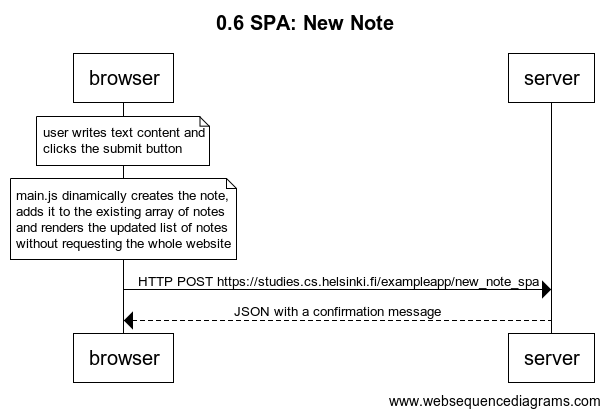 0.6 SPA: New Note
browser
server
user writes text content and
clicks the submit button
main.js dinamically creates the note,
adds it to the existing array of notes
and renders the updated list of notes
without requesting the whole website
HTTP POST https://studies.cs.helsinki.fi/exampleapp/new_note_spa
JSON with a confirmation message
browser
server
www.websequencediagrams.com